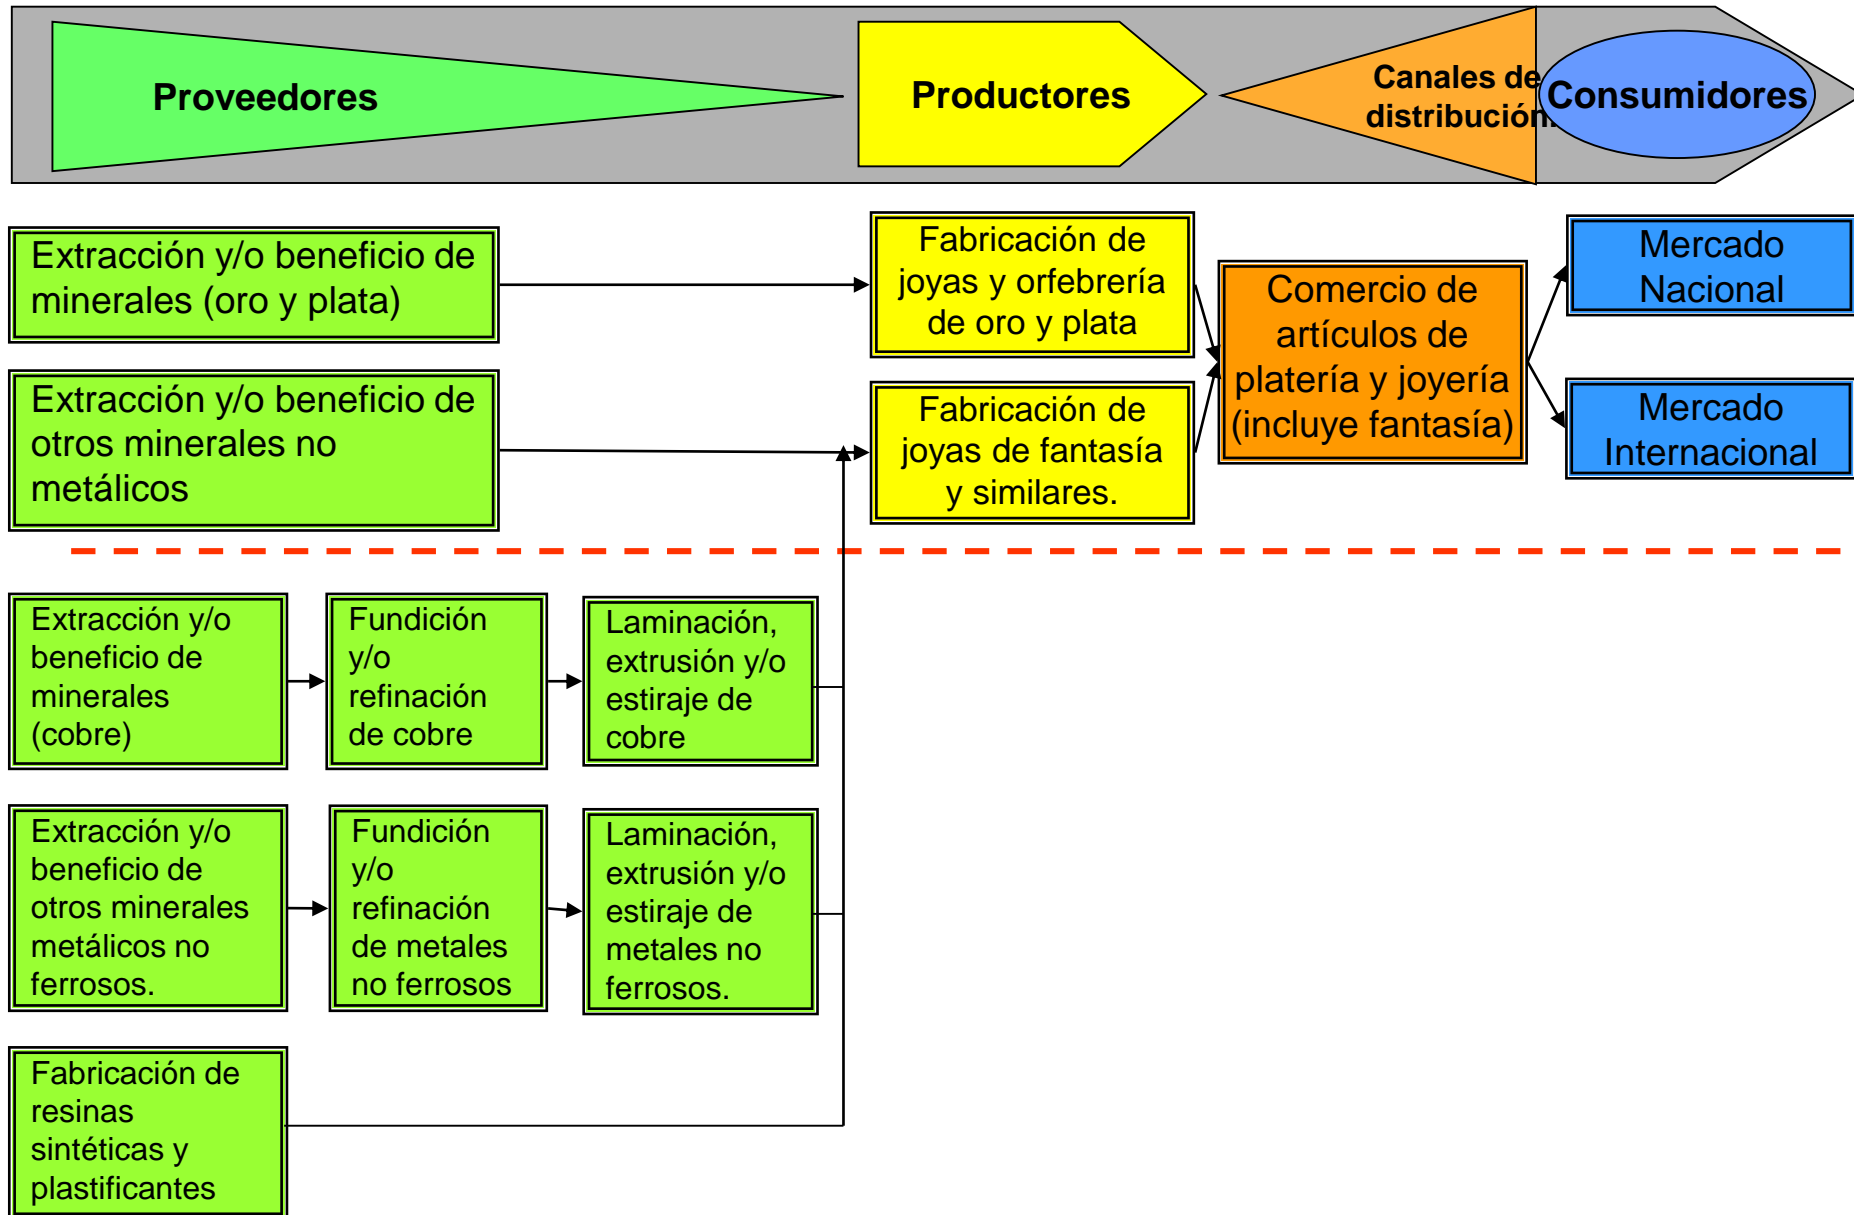 Proveedores
Productores
Canales de
distribución.
Consumidores
Extracción y/o beneficio de
minerales (oro y plata)
Fabricación de
joyas y orfebrería
de oro y plata
Comercio de
artículos de
platería y joyería
(incluye fantasía)
Mercado
Nacional
Extracción y/o beneficio de
otros minerales no
metálicos
Fabricación de
joyas de fantasía
y similares.
Mercado
Internacional
Extracción y/o
beneficio de
minerales
(cobre)
Fundición
y/o
refinación
de cobre
Laminación,
extrusión y/o
estiraje de
cobre
Extracción y/o
beneficio de
otros minerales
metálicos no
ferrosos.
Fundición
y/o
refinación
de metales
no ferrosos
Laminación,
extrusión y/o
estiraje de
metales no
ferrosos.
Fabricación de
resinas
sintéticas y
plastificantes